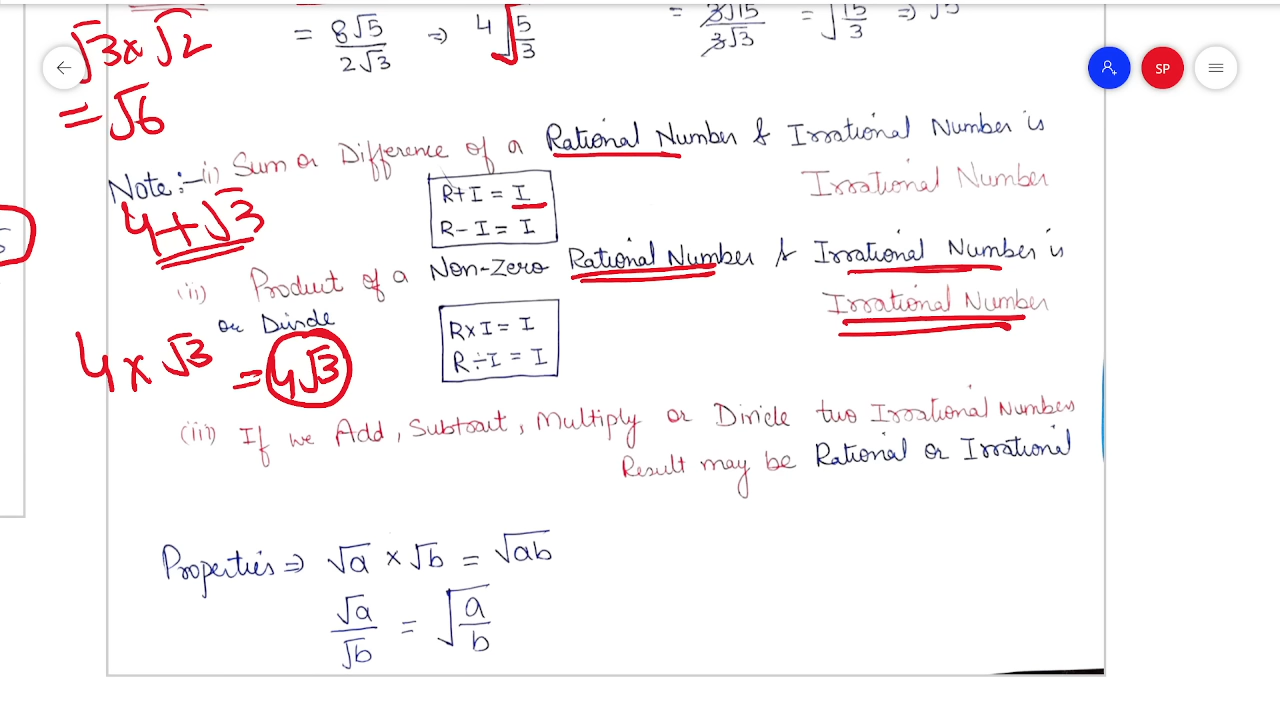 √3 × √2
= √6
= 8√5 / 2√3 ⇒ 4 √5/3
= 3√15 / 3√3 = √15/3 ⇒ √5
SP
Note :- (i) Sum or Difference of a Rational Number & Irrational Number is
Irrational Number
R+I = I
R-I = I
4+√3
(ii) Product of a Non-Zero Rational Number & Irrational Number is
or Divide
Irrational Number
R×I = I
R÷I = I
4 × √3 = 4√3
(iii) If we Add, Subtract, Multiply or Divide two Irrational Numbers
Result may be Rational or Irrational
Properties ⇒ √a × √b = √ab
√a / √b = √a/b